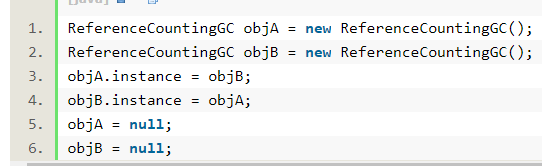 1. ReferenceCountingGC objA = new ReferenceCountingGC();
2. ReferenceCountingGC objB = new ReferenceCountingGC();
3. objA.instance = objB;
4. objB.instance = objA;
5. objA = null;
6. objB = null;